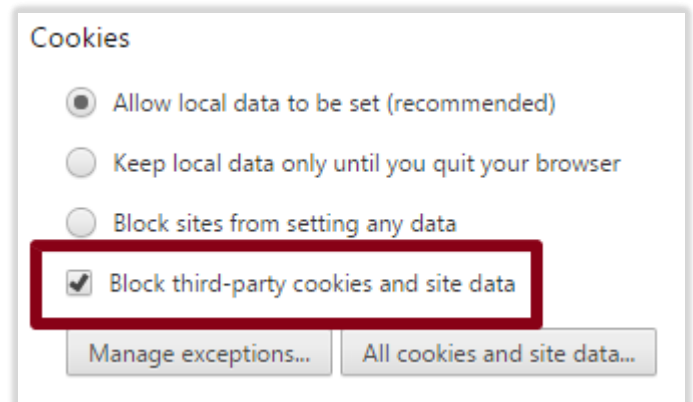 Cookies
Allow local data to be set (recommended)
Keep local data only until you quit your browser
Block sites from setting any data
Block third-party cookies and site data
Manage exceptions... All cookies and site data...